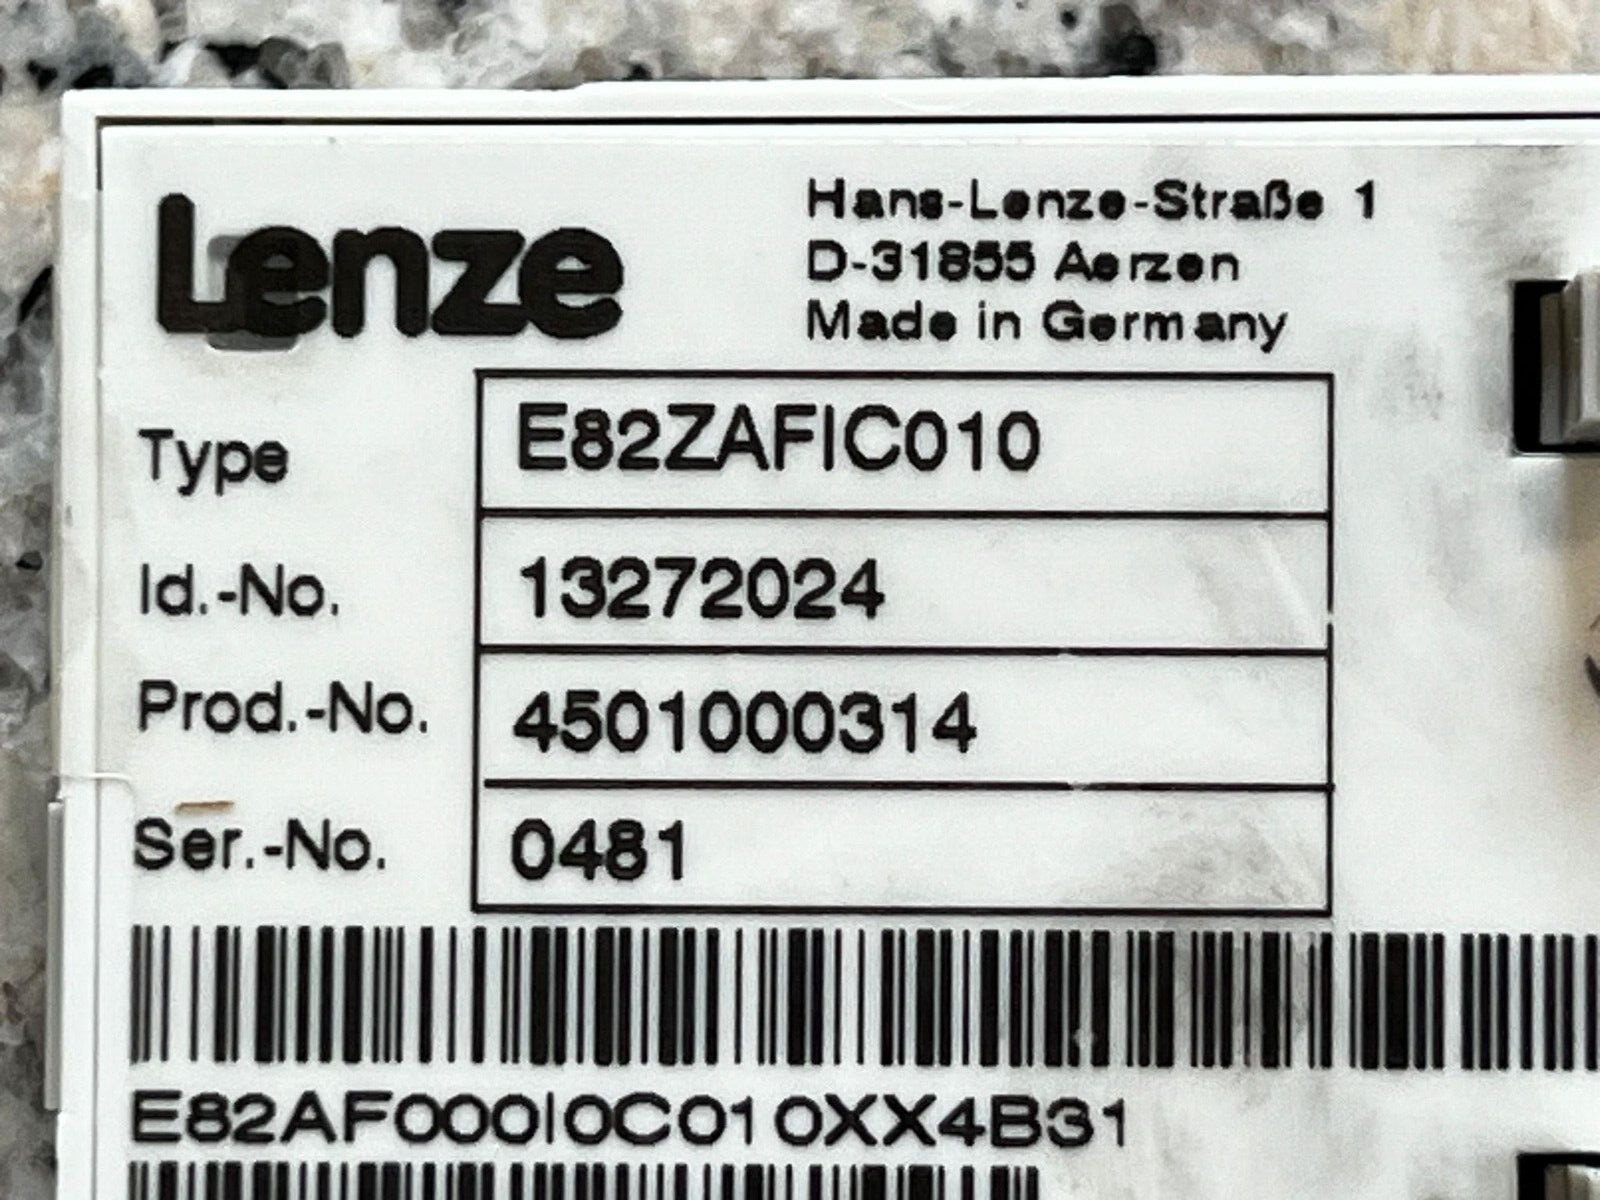 Lenze
Hans-Lenze-Straße 1
D-31855 Aerzen
Made in Germany
Type E82ZAFIC010
Id.-No. 13272024
Prod.-No. 4501000314
Ser.-No. 0481
E82AF000I0C010XX4B31